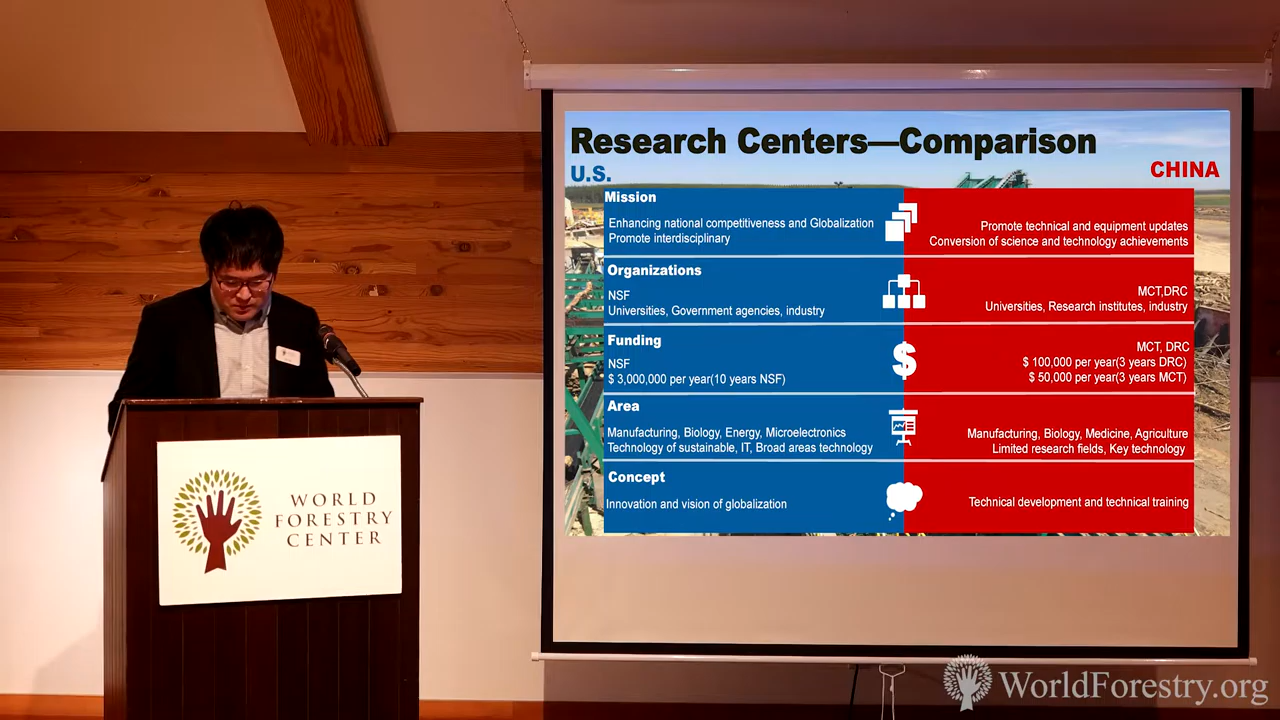 Research Centers—Comparison
U.S.
CHINA
Mission
Enhancing national competitiveness and Globalization
Promote interdisciplinary
Promote technical and equipment updates
Conversion of science and technology achievements
Organizations
NSF
Universities, Government agencies, industry
MCT,DRC
Universities, Research institutes, industry
Funding
NSF
$ 3,000,000 per year(10 years NSF)
$
MCT, DRC
$ 100,000 per year(3 years DRC)
$ 50,000 per year(3 years MCT)
Area
Manufacturing, Biology, Energy, Microelectronics
Technology of sustainable, IT, Broad areas technology
Manufacturing, Biology, Medicine, Agriculture
Limited research fields, Key technology
Concept
Innovation and vision of globalization
Technical development and technical training
WORLD
FORESTRY
CENTER
WorldForestry.org